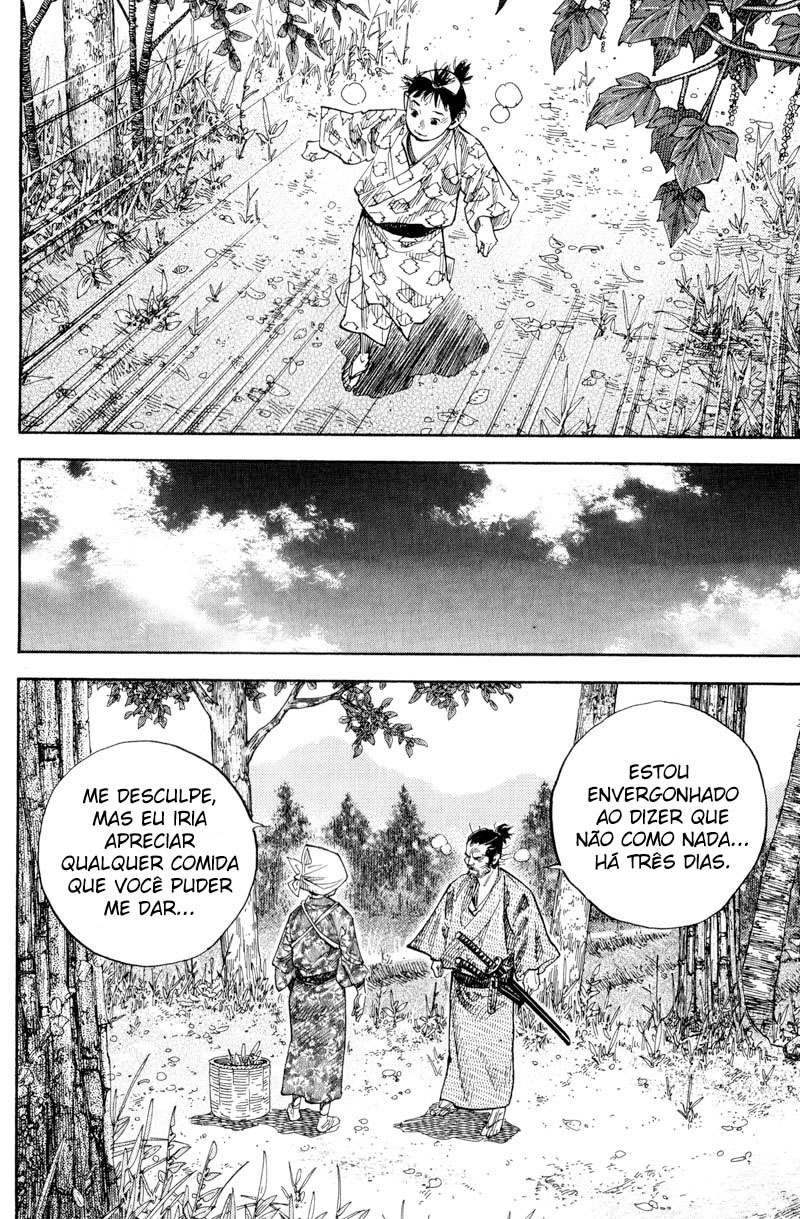 ESTOU
ENVERGONHADO
AO DIZER QUE
NÃO COMO NADA...
HÁ TRÊS DIAS.
ME DESCULPE,
MAS EU IRIA
APRECIAR
QUALQUER COMIDA
QUE VOCÊ PUDER
ME DAR...